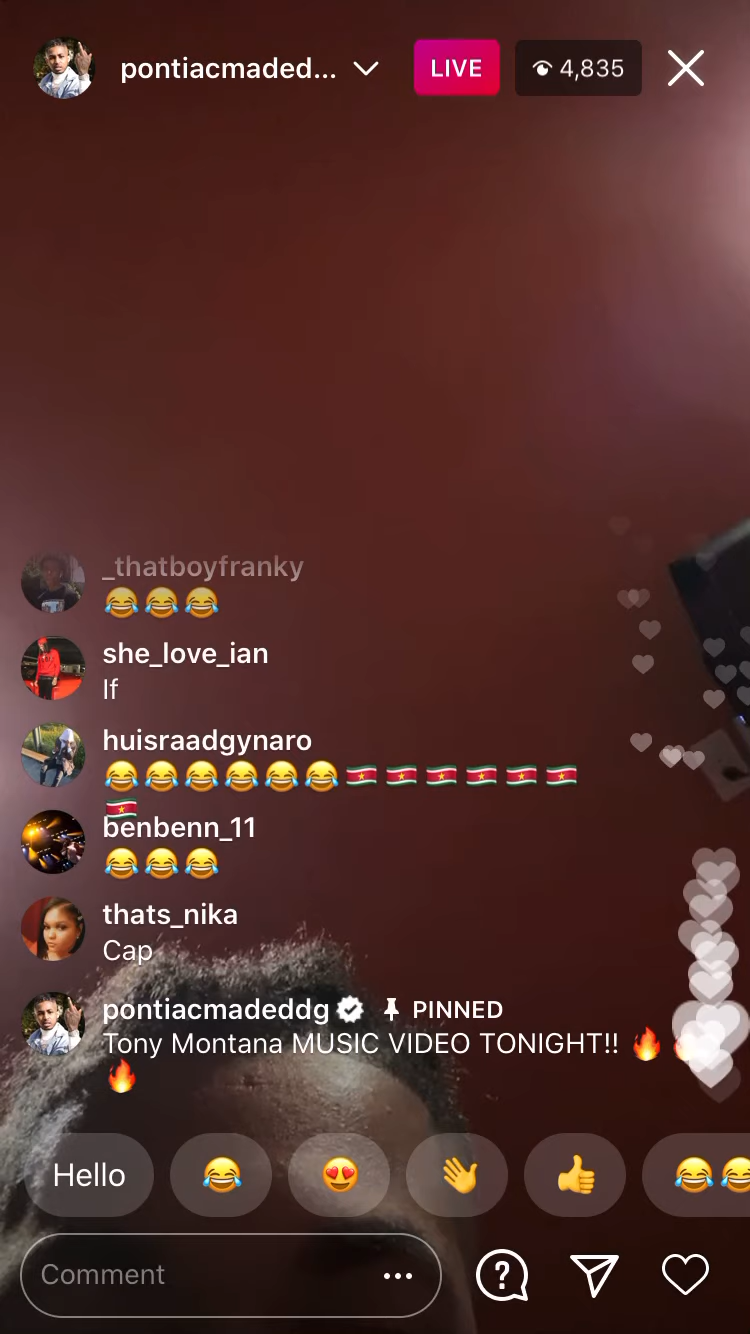 pontiacmaded...
LIVE
4,835
_thatboyfranky
😂😂😂
she_love_ian
If
huisraadgynaro
😂😂😂😂😂😂🇸🇷🇸🇷🇸🇷🇸🇷🇸🇷🇸🇷
🇸🇷
benbenn_11
😂😂😂
thats_nika
Cap
pontiacmadeddg PINNED
Tony Montana MUSIC VIDEO TONIGHT!! 🔥🔥
🔥
Hello 😂 😍 👋 👍 😂😂
Comment